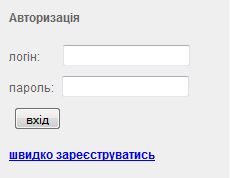 Авторизація
логін:
пароль:
вхід
швидко зареєструватись